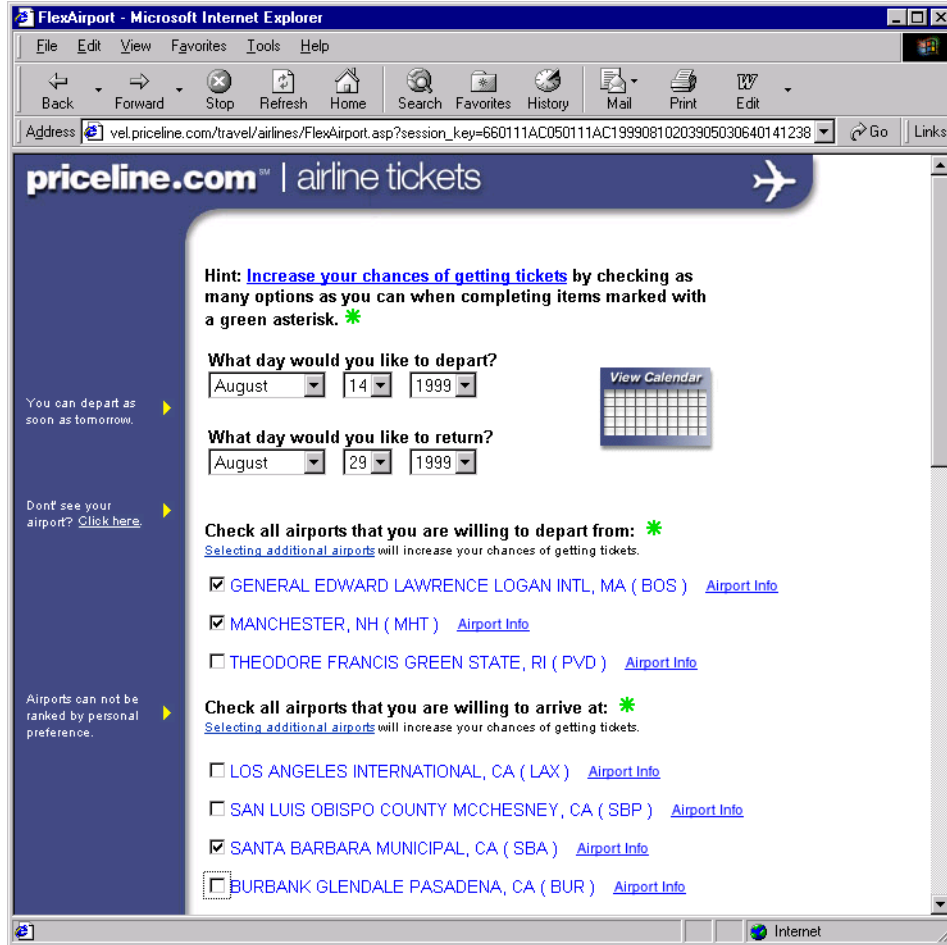 FlexAirport - Microsoft Internet Explorer
File Edit View Favorites Tools Help
Back Forward Stop Refresh Home Search Favorites History Mail Print Edit
Address vel.priceline.com/travel/airlines/FlexAirport.asp?session_key=660111AC050111AC19990810203905030640141238 Go Links
priceline.com℠ | airline tickets
Hint: Increase your chances of getting tickets by checking as
many options as you can when completing items marked with
a green asterisk. *
What day would you like to depart?
August 14 1999
View Calendar
You can depart as
soon as tomorrow.
What day would you like to return?
August 29 1999
Dont' see your
airport? Click here.
Check all airports that you are willing to depart from: *
Selecting additional airports will increase your chances of getting tickets.
GENERAL EDWARD LAWRENCE LOGAN INTL, MA ( BOS ) Airport Info
MANCHESTER, NH ( MHT ) Airport Info
THEODORE FRANCIS GREEN STATE, RI ( PVD ) Airport Info
Airports can not be
ranked by personal
preference.
Check all airports that you are willing to arrive at: *
Selecting additional airports will increase your chances of getting tickets.
LOS ANGELES INTERNATIONAL, CA ( LAX ) Airport Info
SAN LUIS OBISPO COUNTY MCCHESNEY, CA ( SBP ) Airport Info
SANTA BARBARA MUNICIPAL, CA ( SBA ) Airport Info
BURBANK GLENDALE PASADENA, CA ( BUR ) Airport Info
Internet